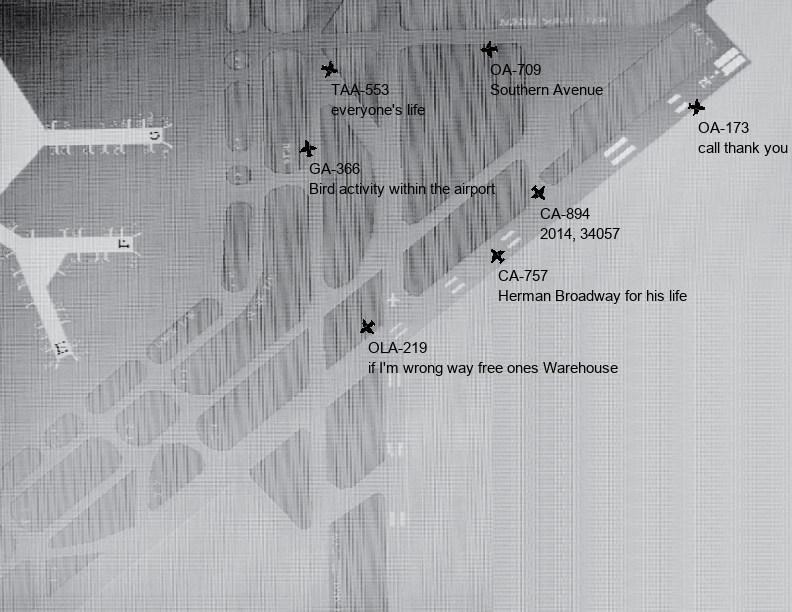 OA-709
Southern Avenue
TAA-553
everyone's life
OA-173
call thank you
GA-366
Bird activity within the airport
CA-894
2014, 34057
CA-757
Herman Broadway for his life
OLA-219
if I'm wrong way free ones Warehouse